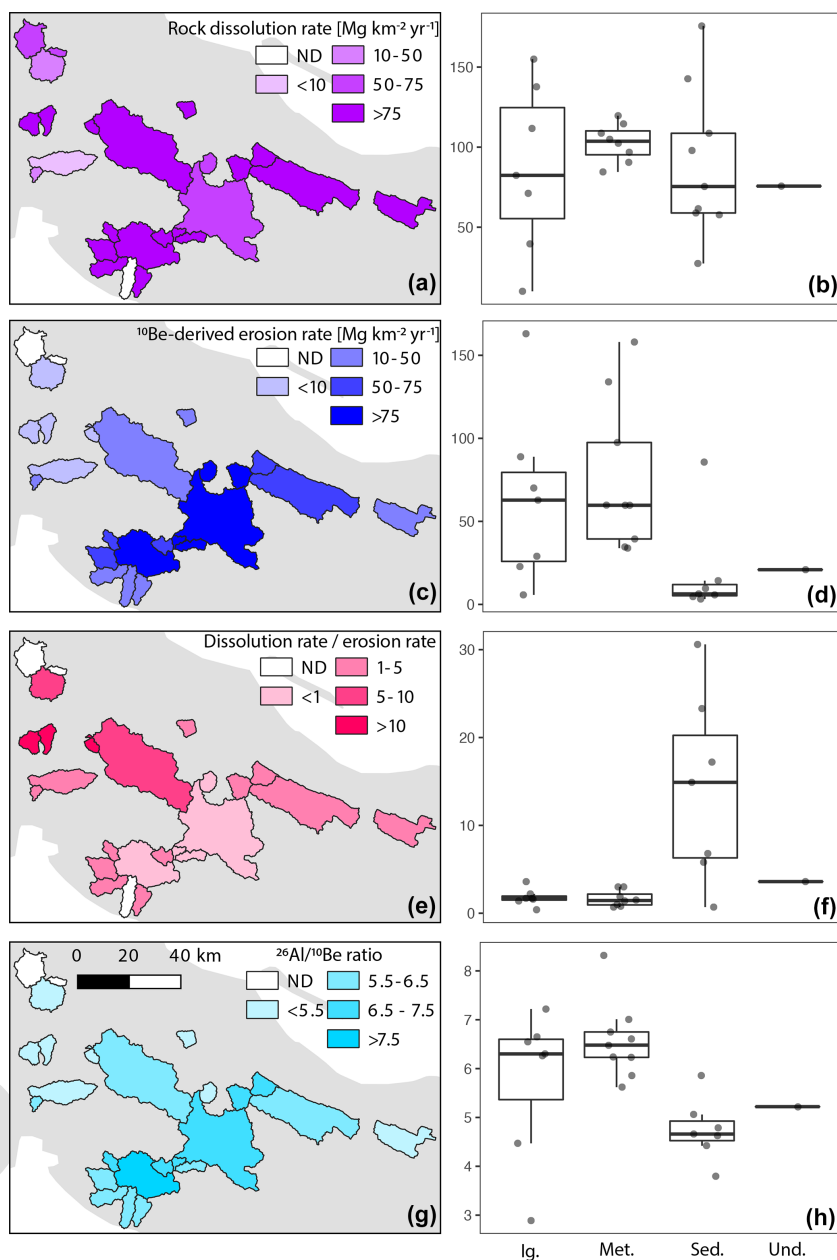 Rock dissolution rate [Mg km⁻² yr⁻¹]
ND 10-50
<10 50-75
>75
(a)
150
100
50
(b)
¹⁰Be-derived erosion rate [Mg km⁻² yr⁻¹]
ND 10-50
<10 50-75
>75
(c)
150
100
50
0
(d)
Dissolution rate / erosion rate
ND 1-5
<1 5-10
>10
(e)
30
20
10
0
(f)
0 20 40 km
²⁶Al/¹⁰Be ratio
ND 5.5-6.5
<5.5 6.5 - 7.5
>7.5
(g)
8
7
6
5
4
3
(h)
Ig. Met. Sed. Und.